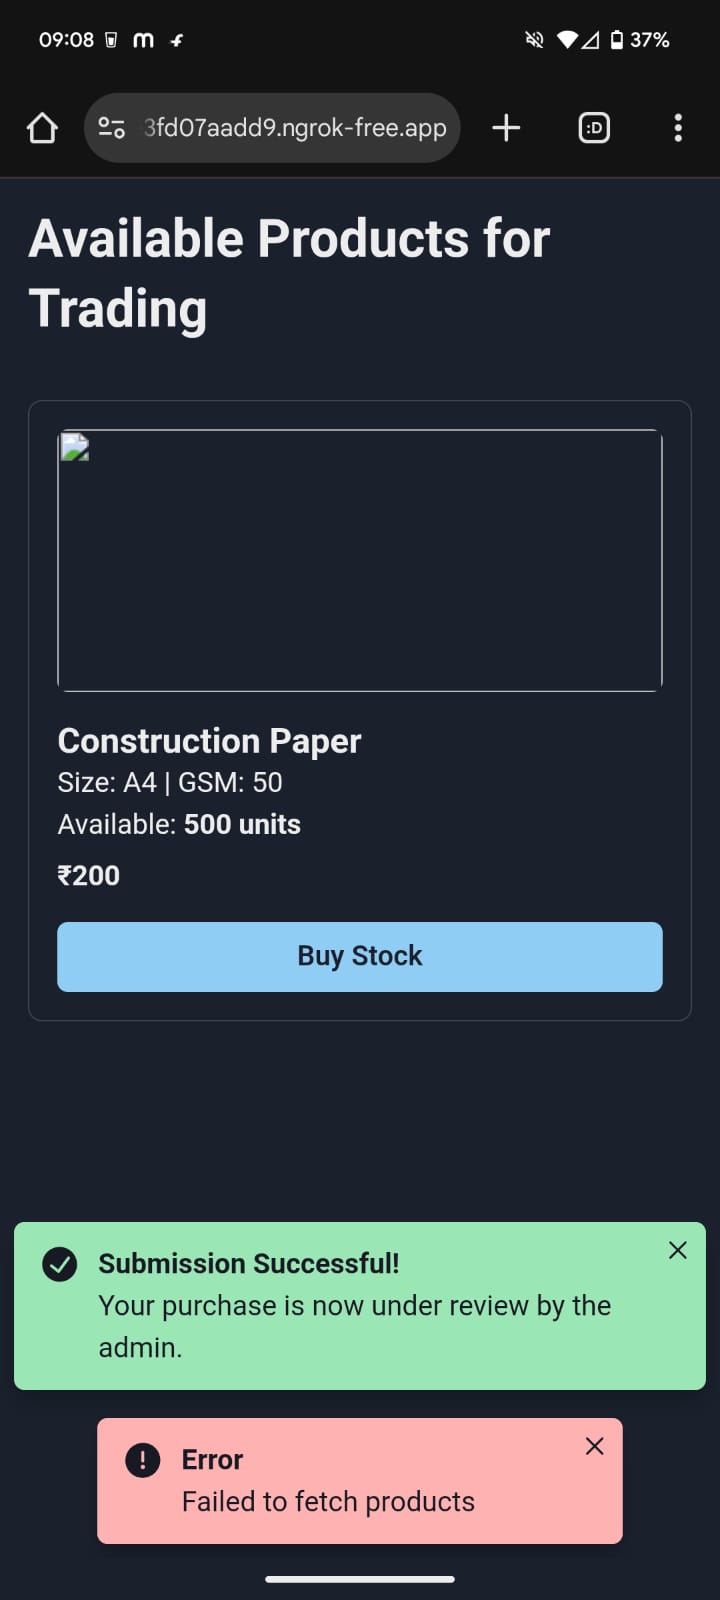 09:08
37%
3fd07aadd9.ngrok-free.app
:D
Available Products for
Trading
Construction Paper
Size: A4 | GSM: 50
Available: 500 units
₹200
Buy Stock
Submission Successful!
Your purchase is now under review by the
admin.
Error
Failed to fetch products